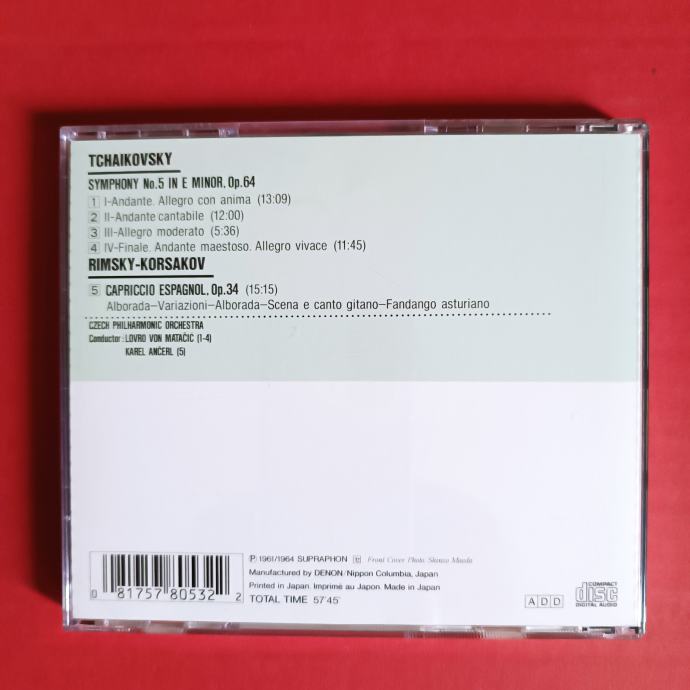 TCHAIKOVSKY
SYMPHONY No.5 IN E MINOR, Op.64
1 I-Andante. Allegro con anima (13:09)
2 II-Andante cantabile (12:00)
3 III-Allegro moderato (5:36)
4 IV-Finale. Andante maestoso. Allegro vivace (11:45)
RIMSKY-KORSAKOV
5 CAPRICCIO ESPAGNOL, Op.34 (15:15)
Alborada-Variazioni-Alborada-Scena e canto gitano-Fandango asturiano
CZECH PHILHARMONIC ORCHESTRA
Conductor: LOVRO VON MATAČIĆ (1-4)
KAREL ANČERL (5)
Ⓟ 1961/1964 SUPRAPHON Front Cover Photo: Shinzo Maeda
Manufactured by DENON/Nippon Columbia, Japan
Printed in Japan. Imprimé au Japon. Made in Japan
TOTAL TIME 57'45"
0 81757 80532 2
ADD
COMPACT
disc
DIGITAL AUDIO